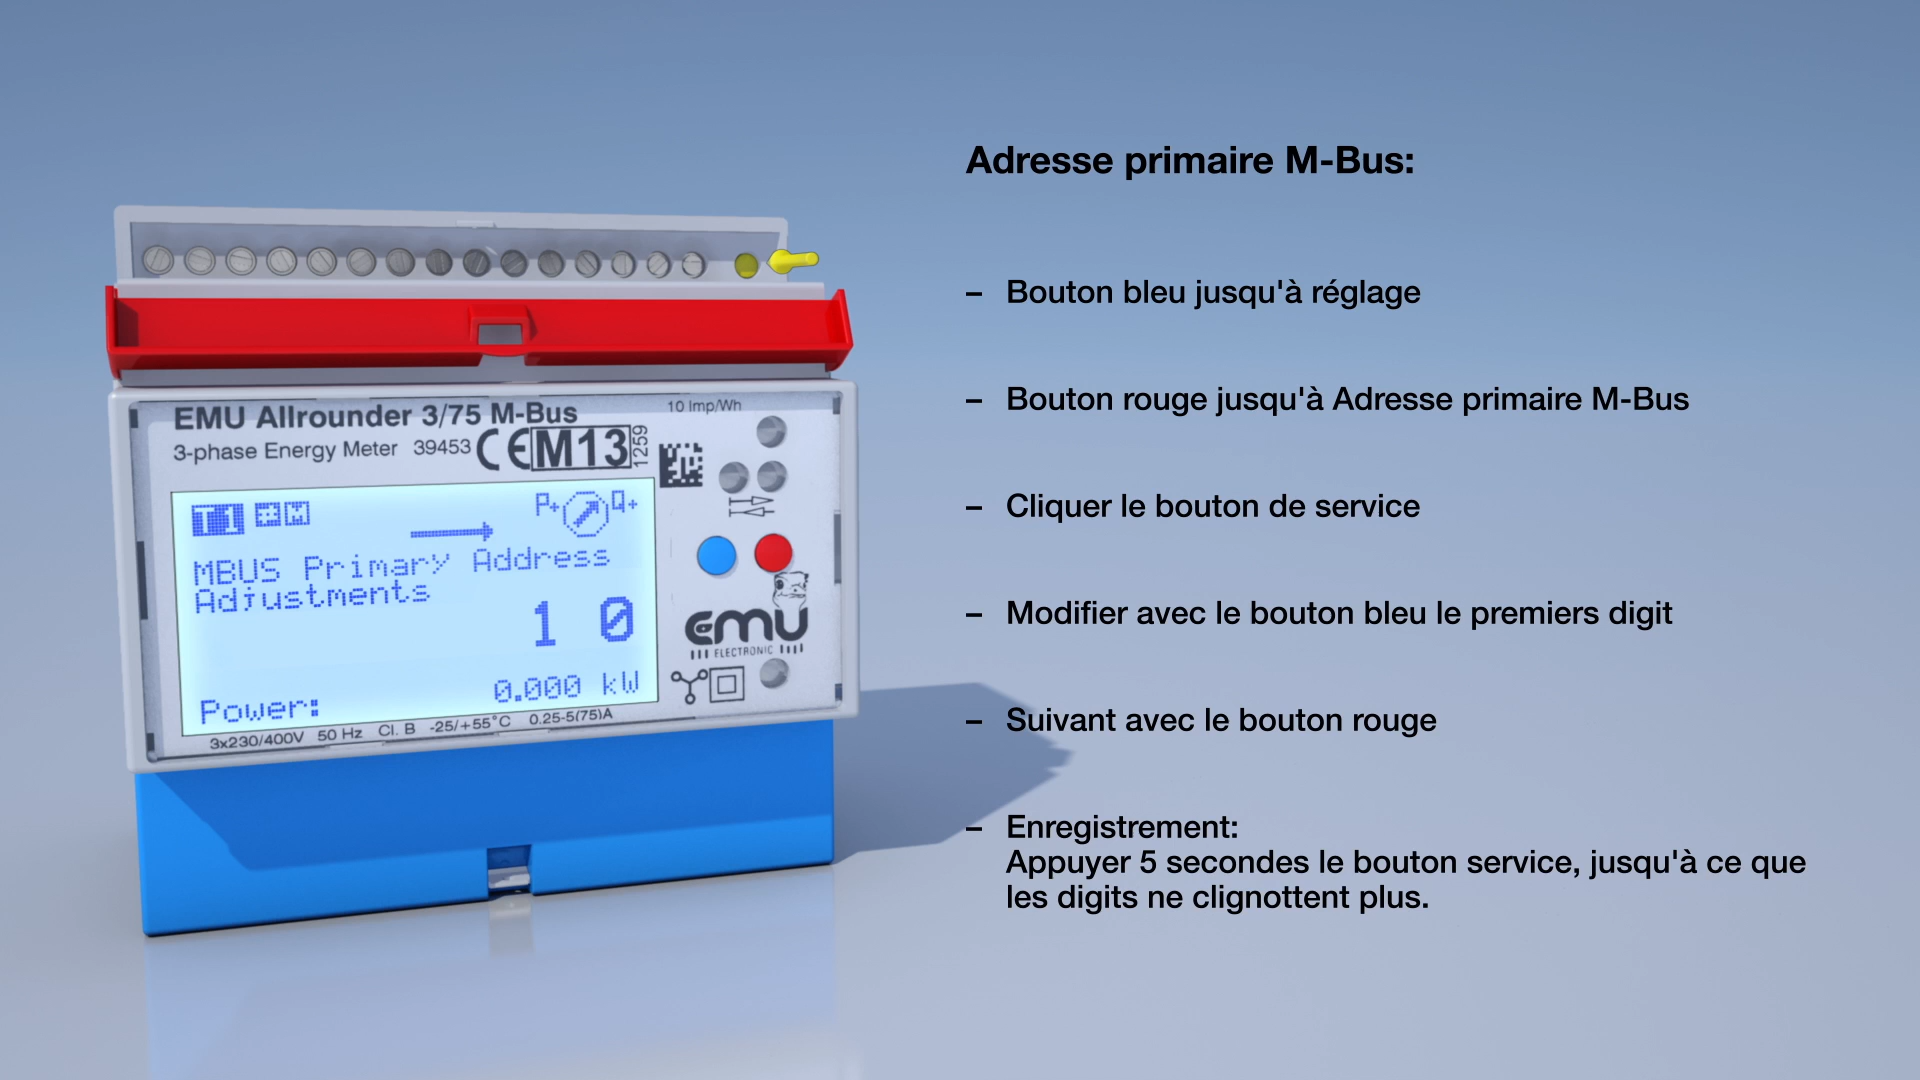 Adresse primaire M-Bus:
– Bouton bleu jusqu'à réglage
– Bouton rouge jusqu'à Adresse primaire M-Bus
– Cliquer le bouton de service
– Modifier avec le bouton bleu le premiers digit
– Suivant avec le bouton rouge
– Enregistrement:
Appuyer 5 secondes le bouton service, jusqu'à ce que
les digits ne clignottent plus.
EMU Allrounder 3/75 M-Bus
10 Imp/Wh
3-phase Energy Meter 39453 CE M13 1259
T1 M P+ Q+
MBUS Primary Address
Adjustments
1 0
0.000 kW
Power:
emu
ELECTRONIC
3x230/400V 50 Hz Cl. B -25/+55°C 0.25-5(75)A